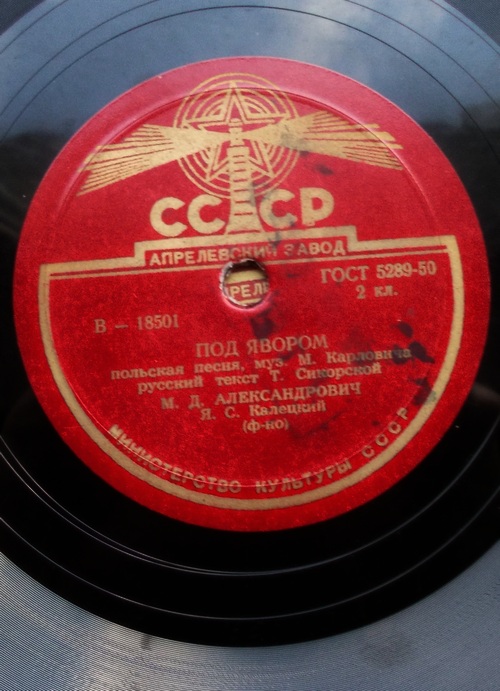 СССР
АПРЕЛЕВСКИЙ ЗАВОД
ГОСТ 5289-50
2 кл.
В — 18501
ПОД ЯВОРОМ
польская песня, муз. М. Карловича
русский текст Т. Сикорской
М. Д. АЛЕКСАНДРОВИЧ
Я. С. Калецкий
(ф-но)
МИНИСТЕРСТВО КУЛЬТУРЫ СССР